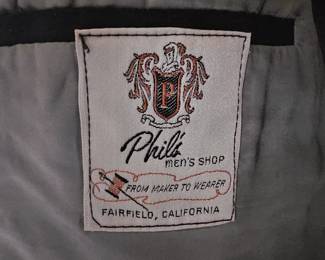 P
Phil's
MEN'S SHOP
FROM MAKER TO WEARER
FAIRFIELD, CALIFORNIA